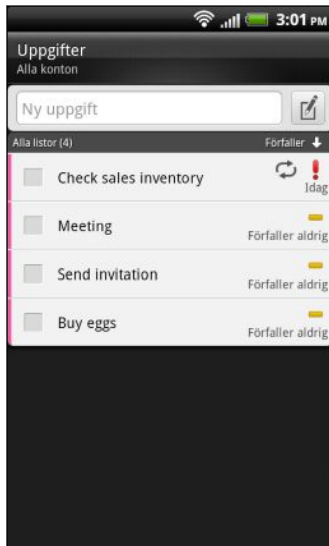 3:01 PM
Uppgifter
Alla konton
Ny uppgift
Alla listor (4) Förfaller
Check sales inventory
Idag
Meeting
Förfaller aldrig
Send invitation
Förfaller aldrig
Buy eggs
Förfaller aldrig